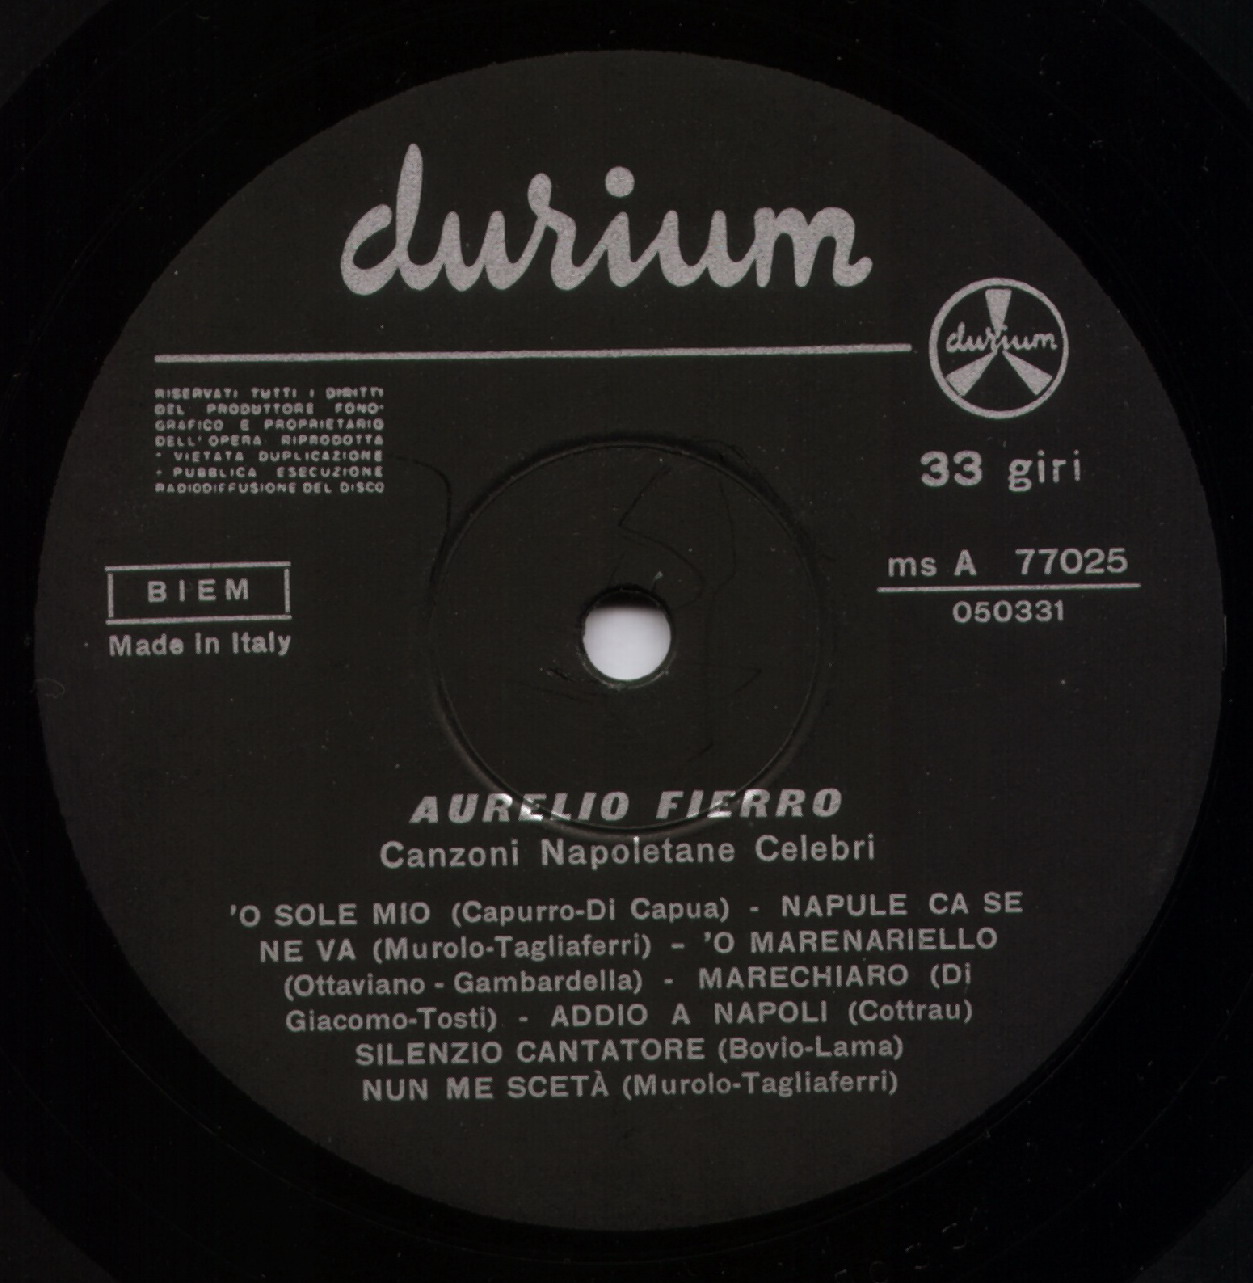 durium
durium
RISERVATI TUTTI I DIRITTI
DEL PRODUTTORE FONO-
GRAFICO E PROPRIETARIO
DELL'OPERA RIPRODOTTA
- VIETATA DUPLICAZIONE
- PUBBLICA ESECUZIONE
RADIODIFFUSIONE DEL DISCO
33 giri
BIEM
Made in Italy
ms A 77025
050331
AURELIO FIERRO
Canzoni Napoletane Celebri
'O SOLE MIO (Capurro-Di Capua) - NAPULE CA SE
NE VA (Murolo-Tagliaferri) - 'O MARENARIELLO
(Ottaviano - Gambardella) - MARECHIARO (Di
Giacomo-Tosti) - ADDIO A NAPOLI (Cottrau)
SILENZIO CANTATORE (Bovio-Lama)
NUN ME SCETÀ (Murolo-Tagliaferri)